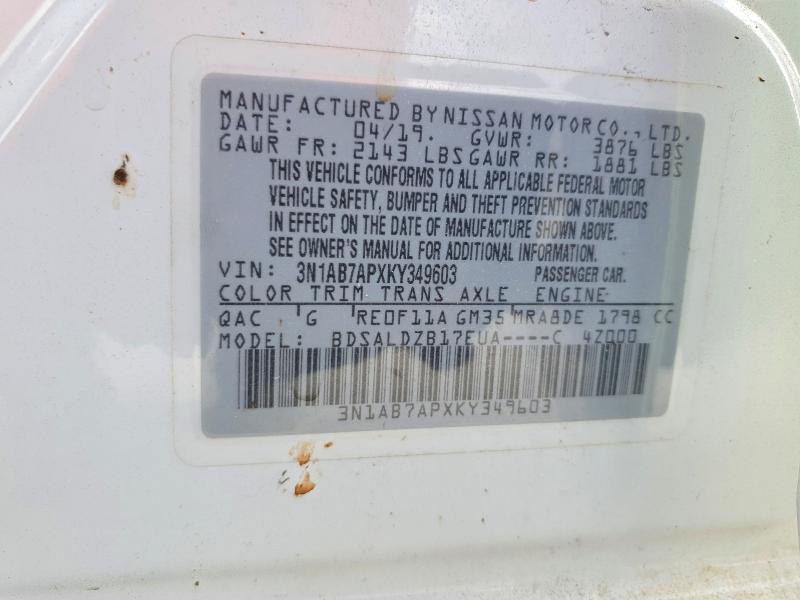 MANUFACTURED BY NISSAN MOTOR CO., LTD.
DATE: 04/19. GVWR: 3876 LBS
GAWR FR: 2143 LBS GAWR RR: 1881 LBS
THIS VEHICLE CONFORMS TO ALL APPLICABLE FEDERAL MOTOR
VEHICLE SAFETY, BUMPER AND THEFT PREVENTION STANDARDS
IN EFFECT ON THE DATE OF MANUFACTURE SHOWN ABOVE.
SEE OWNER'S MANUAL FOR ADDITIONAL INFORMATION.
VIN: 3N1AB7APXKY349603 PASSENGER CAR.
COLOR TRIM TRANS AXLE ENGINE
QAC G RE0F11A GM35 MRA8DE 1798 CC
MODEL: BDSALDZB17EUA----C 4Z000
3N1AB7APXKY349603